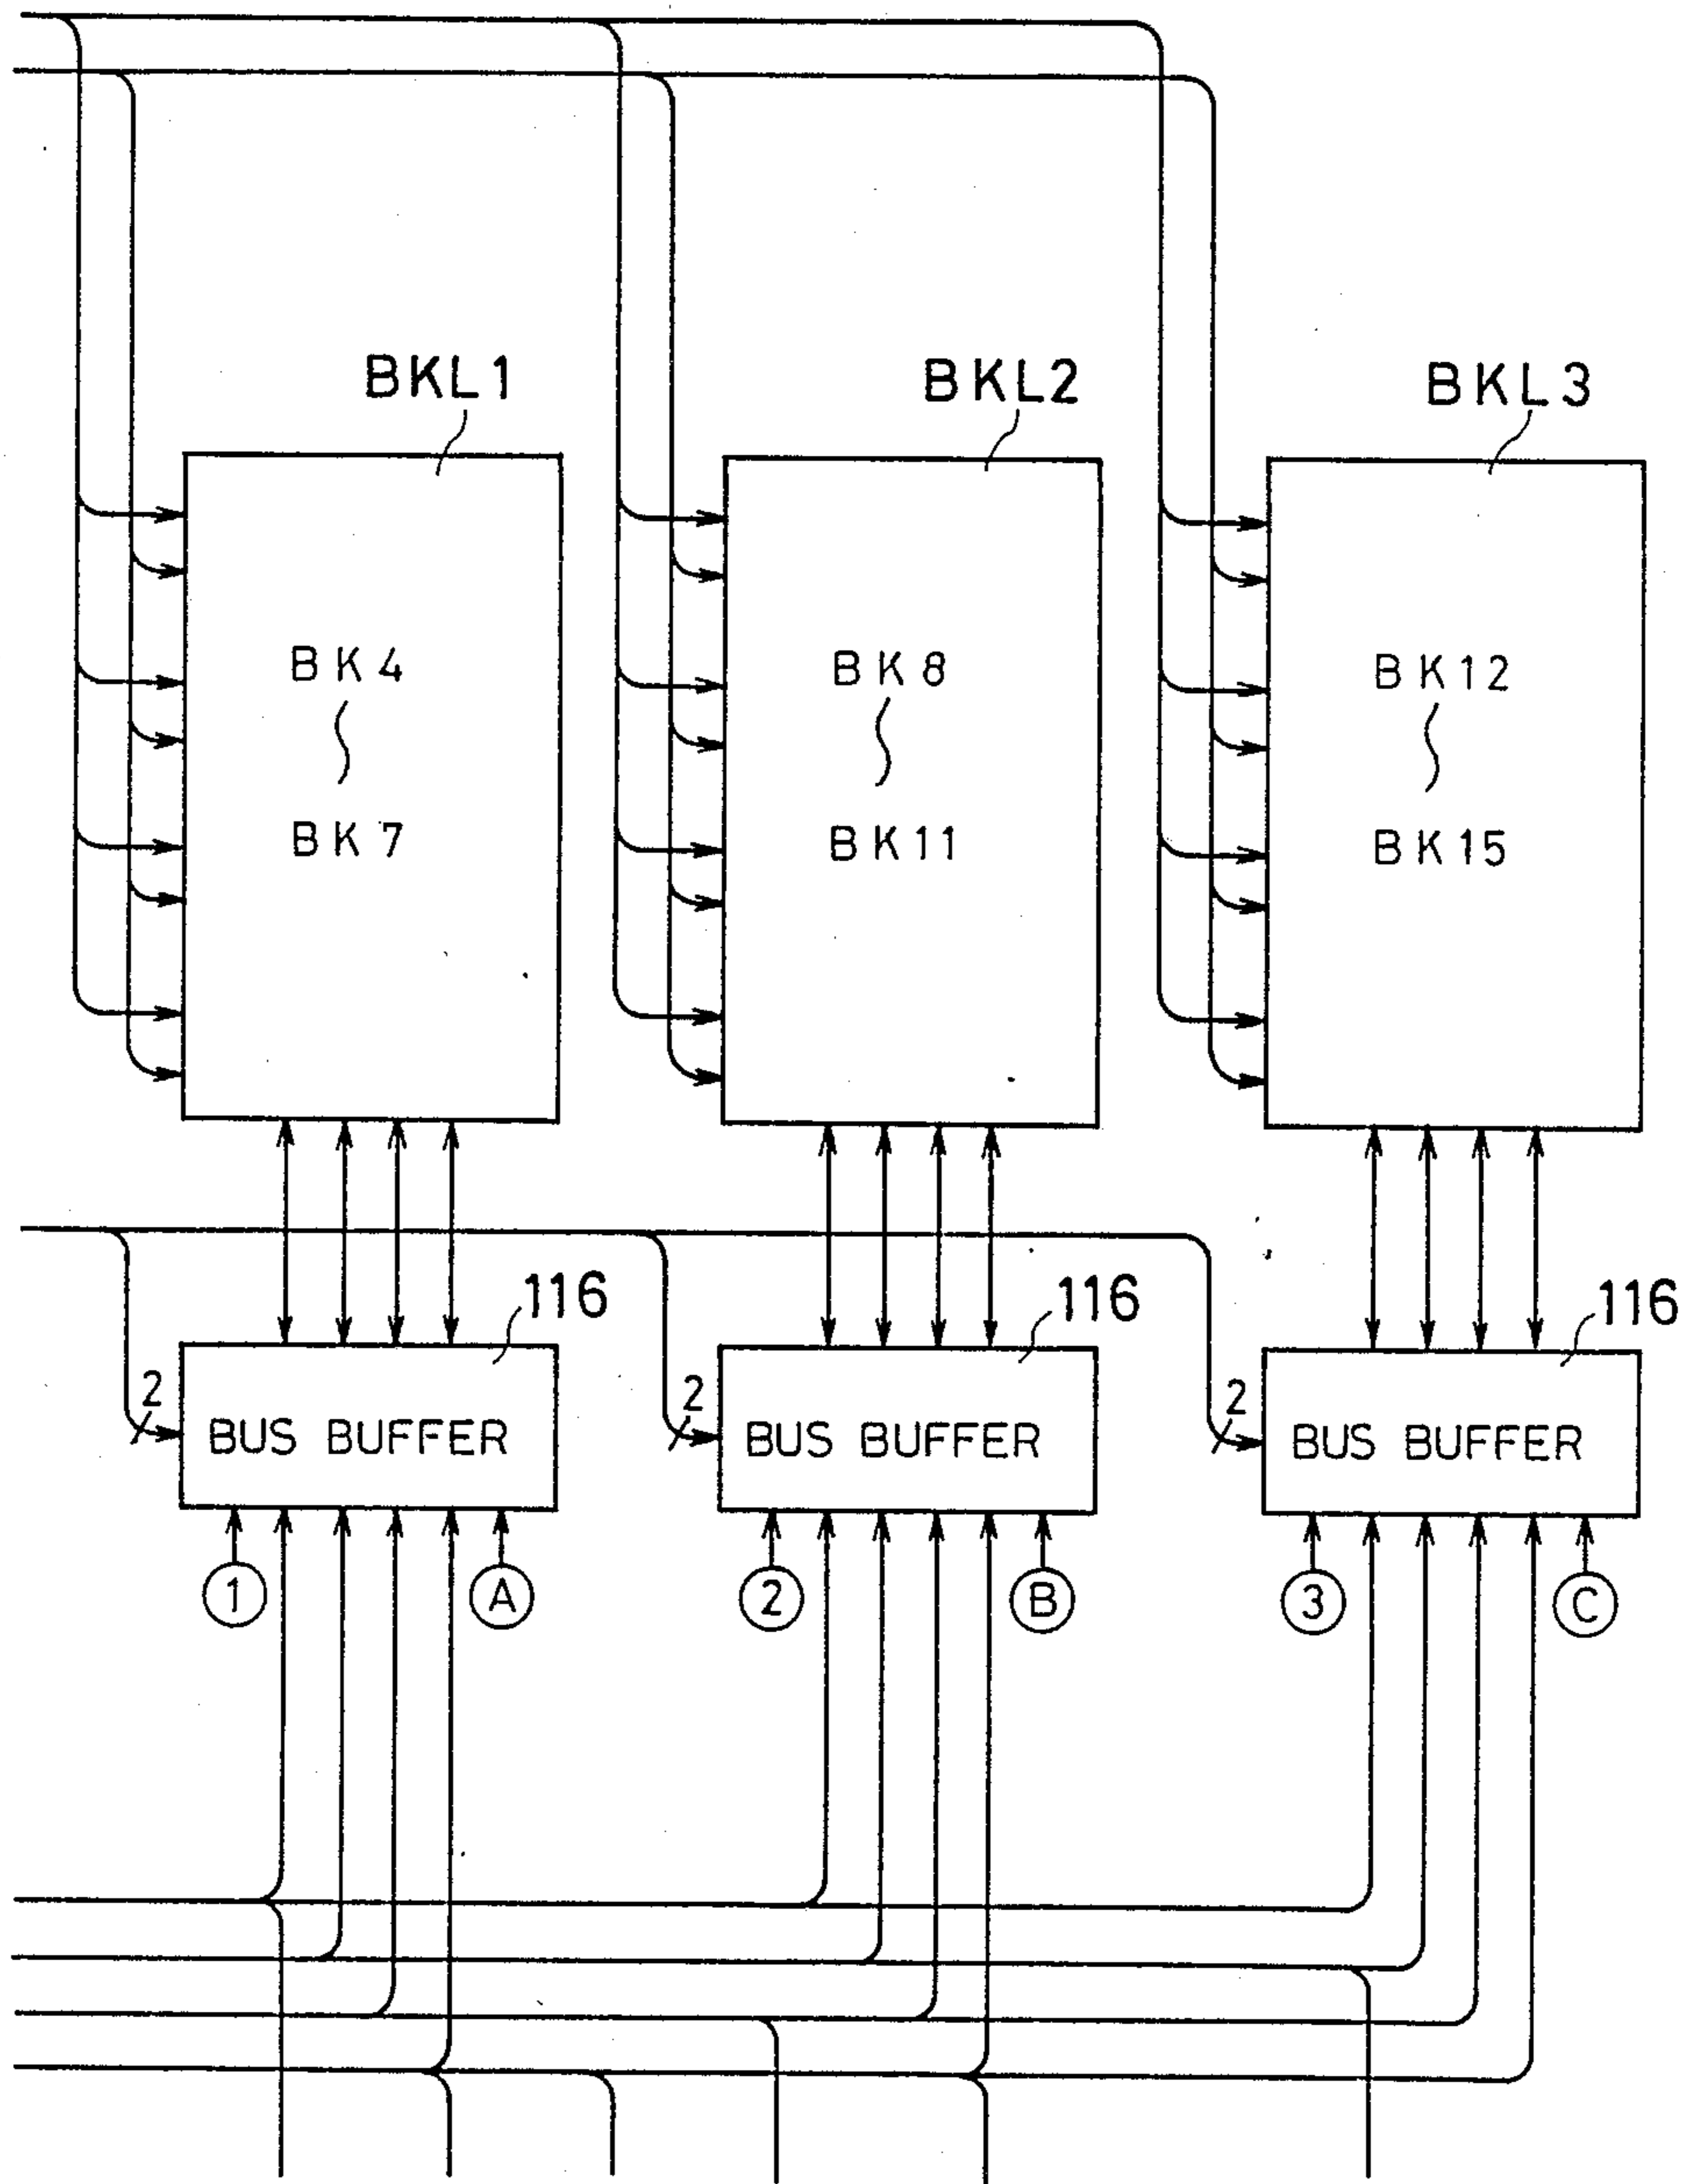 BKL1
BKL2
BKL3
BK4
BK8
BK12
BK7
BK11
BK15
116
116
116
2
2
2
BUS BUFFER
BUS BUFFER
BUS BUFFER
1
A
2
B
3
C